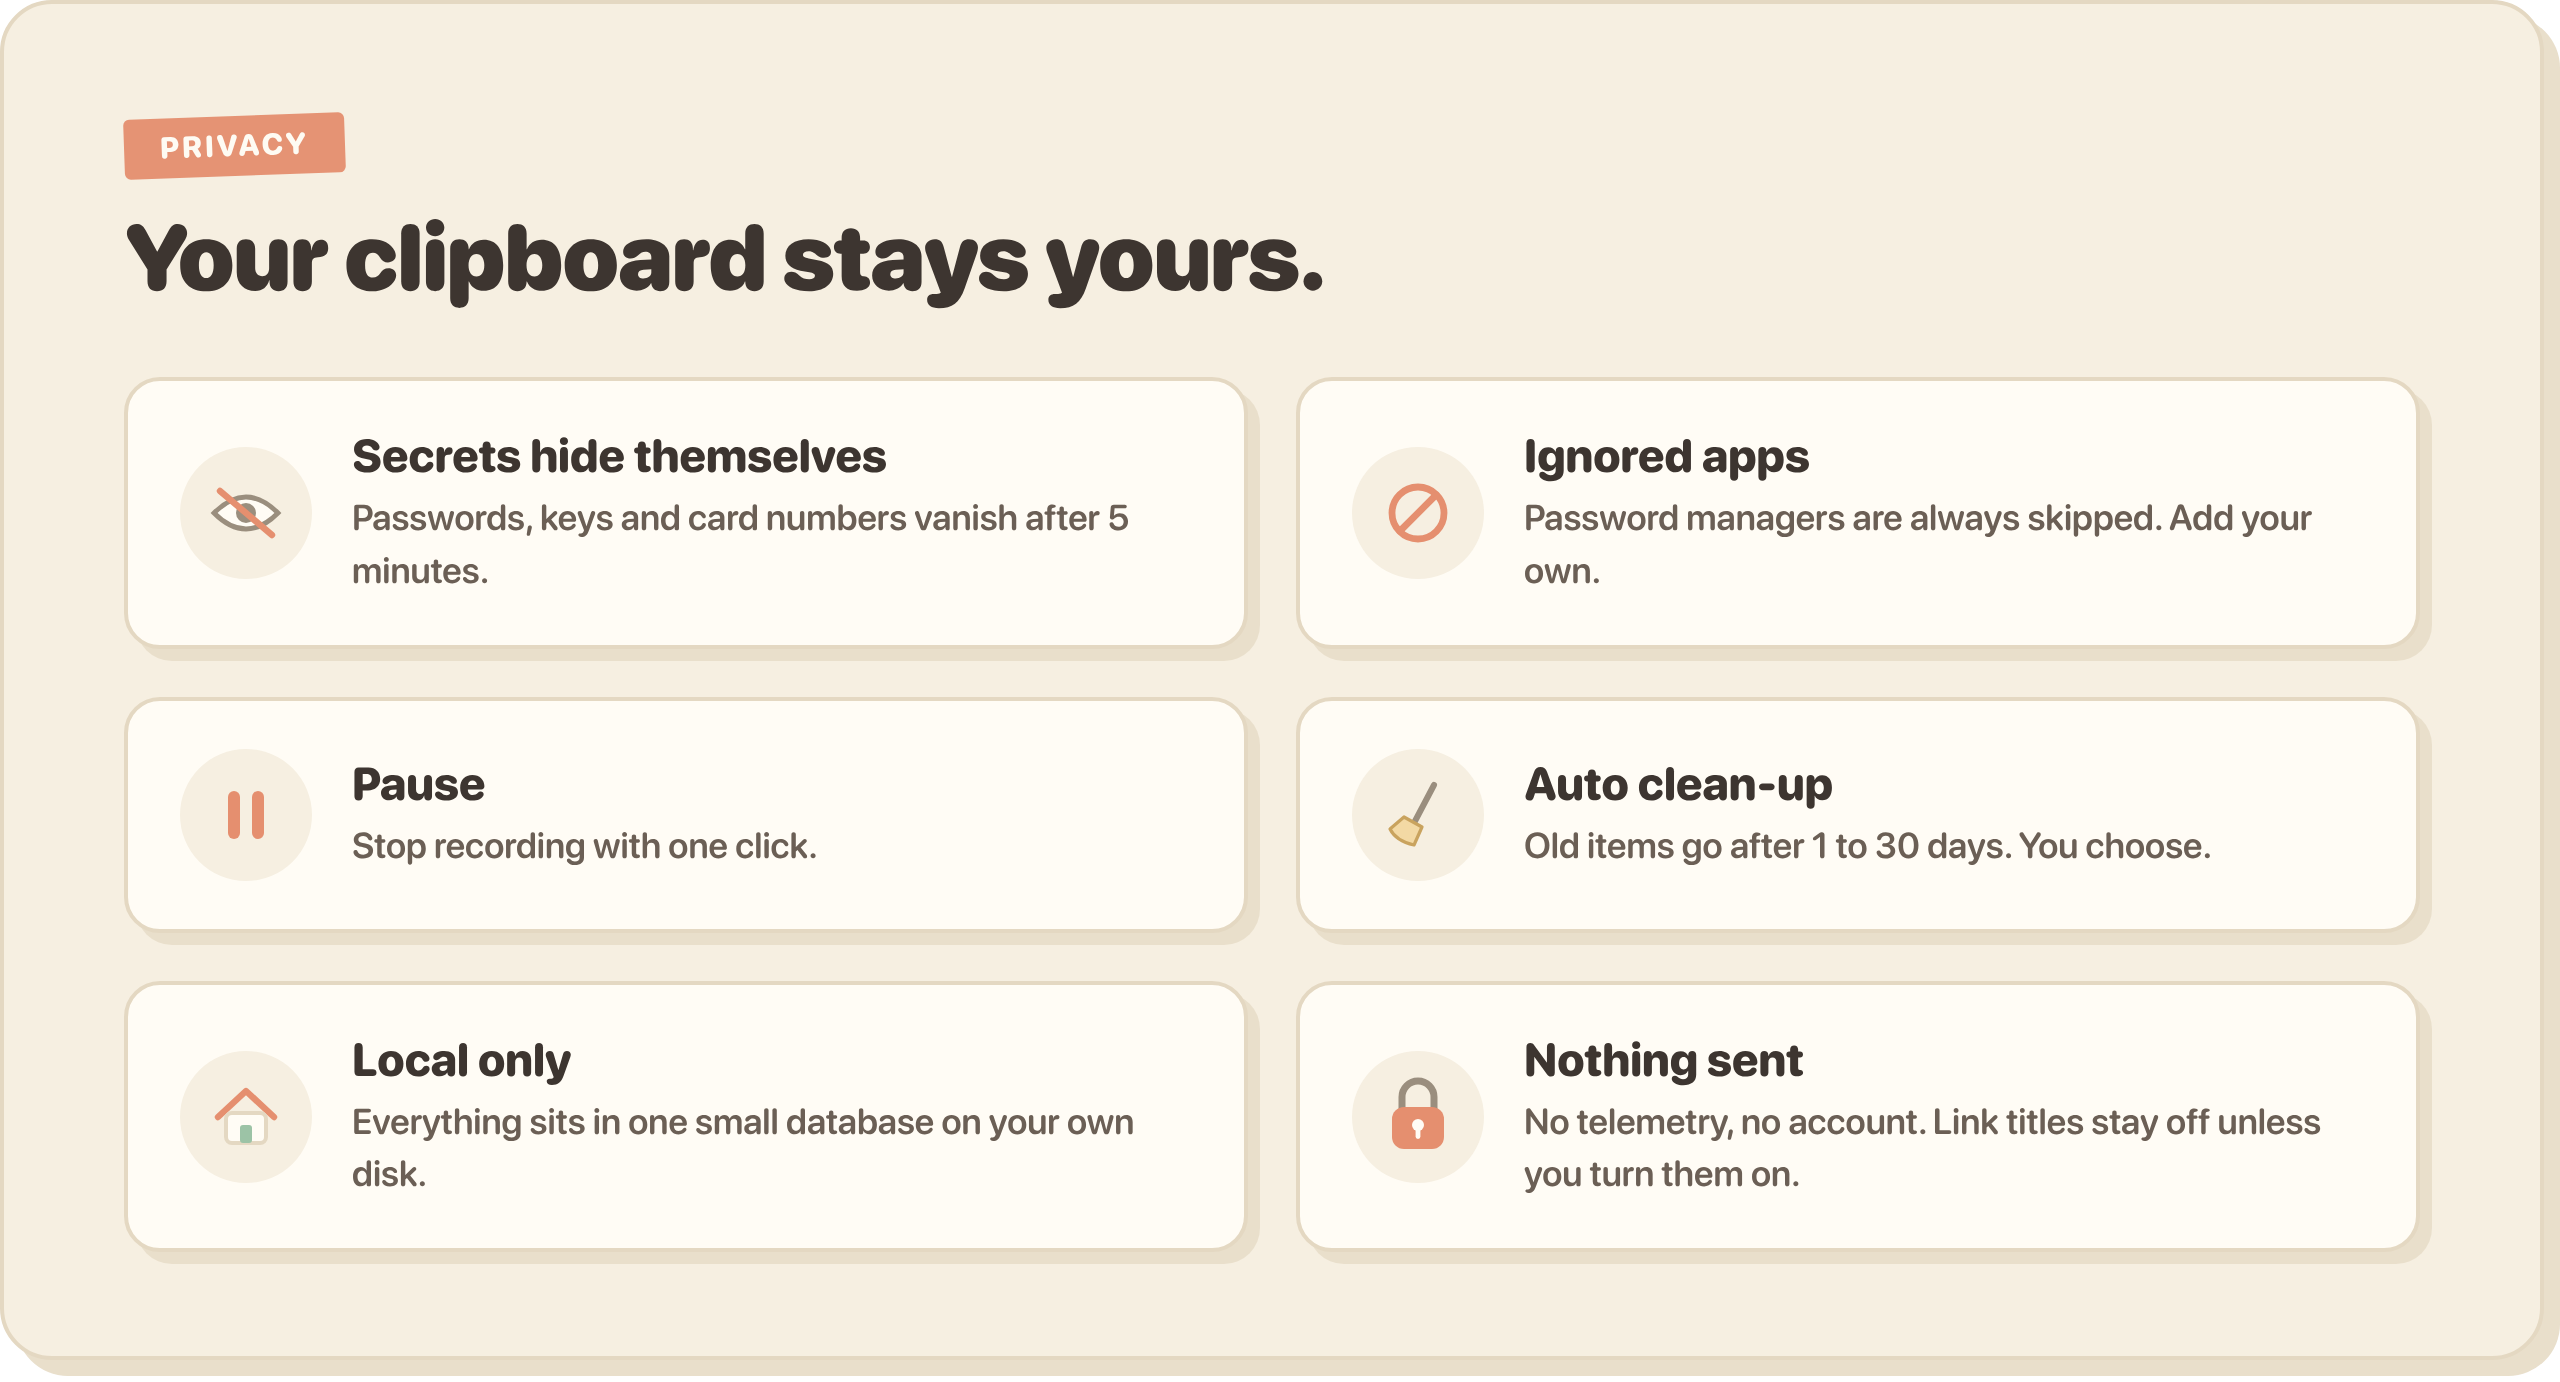 PRIVACY
Your clipboard stays yours.
Secrets hide themselves
Passwords, keys and card numbers vanish after 5
minutes.
Ignored apps
Password managers are always skipped. Add your
own.
Pause
Stop recording with one click.
Auto clean-up
Old items go after 1 to 30 days. You choose.
Local only
Everything sits in one small database on your own
disk.
Nothing sent
No telemetry, no account. Link titles stay off unless
you turn them on.